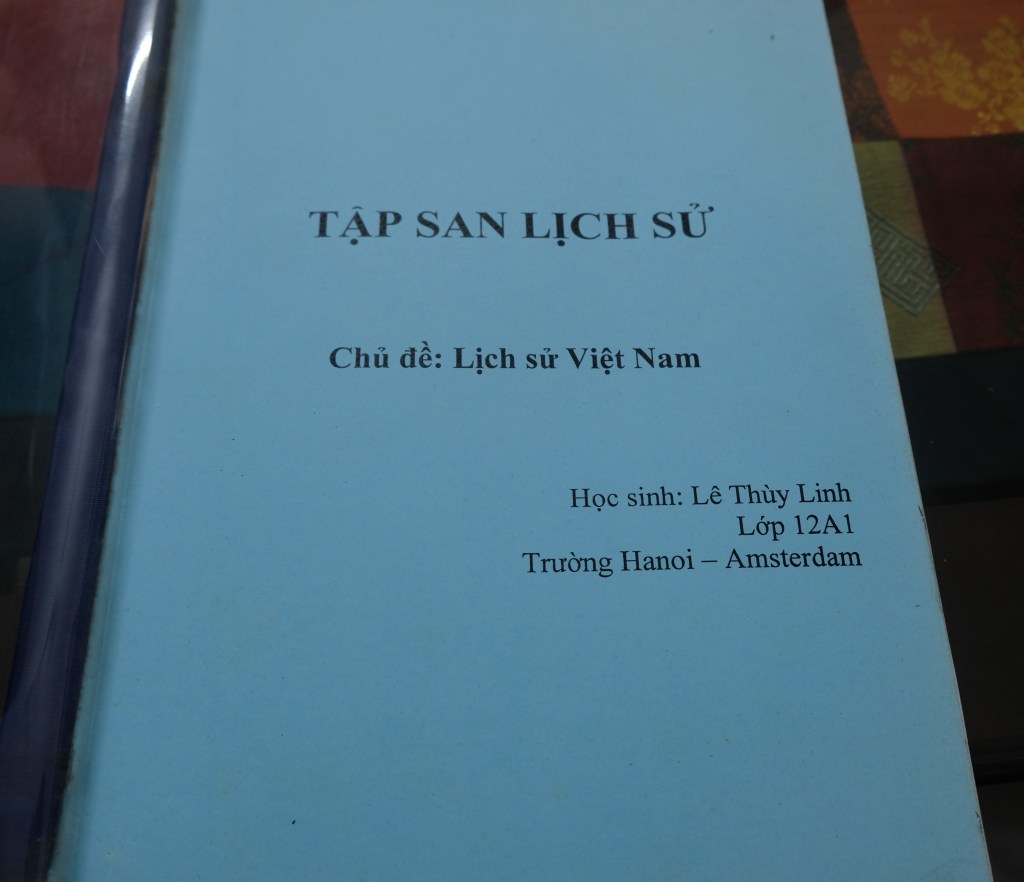 TẬP SAN LỊCH SỬ
Chủ đề: Lịch sử Việt Nam
Học sinh: Lê Thùy Linh
Lớp 12A1
Trường Hanoi – Amsterdam